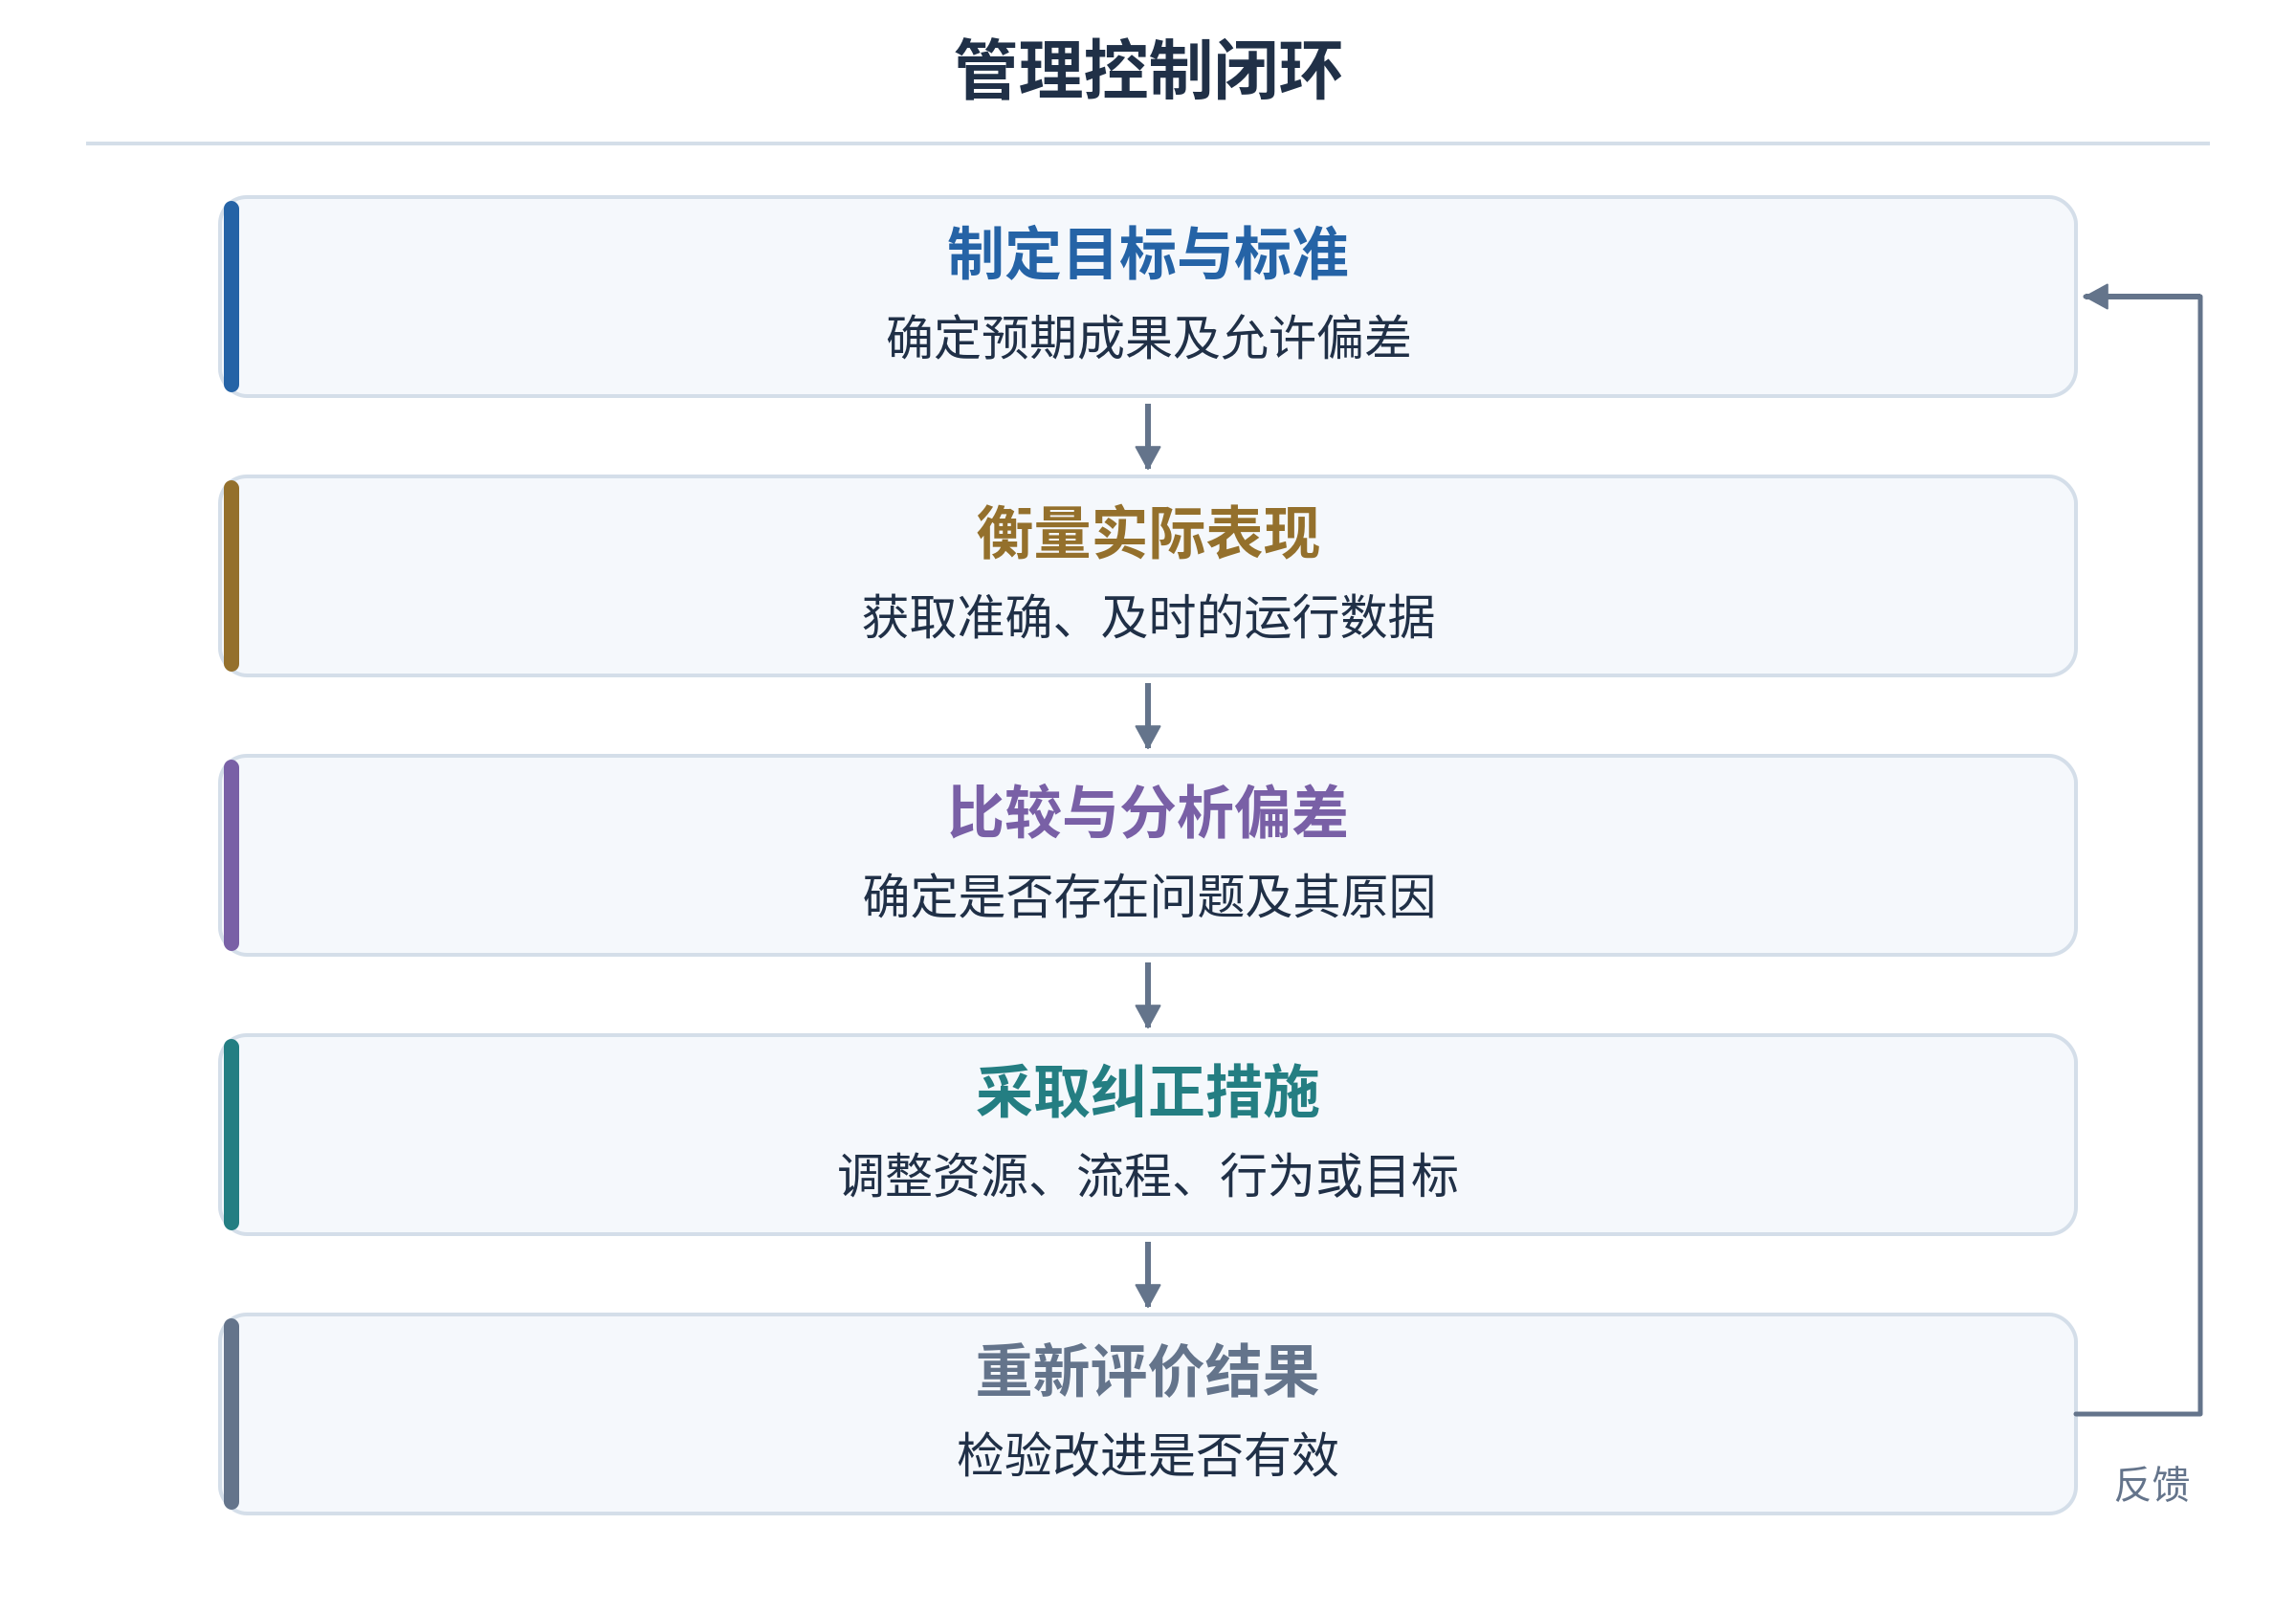 管理控制闭环
制定目标与标准
确定预期成果及允许偏差
衡量实际表现
获取准确、及时的运行数据
比较与分析偏差
确定是否存在问题及其原因
采取纠正措施
调整资源、流程、行为或目标
重新评价结果
检验改进是否有效
反馈